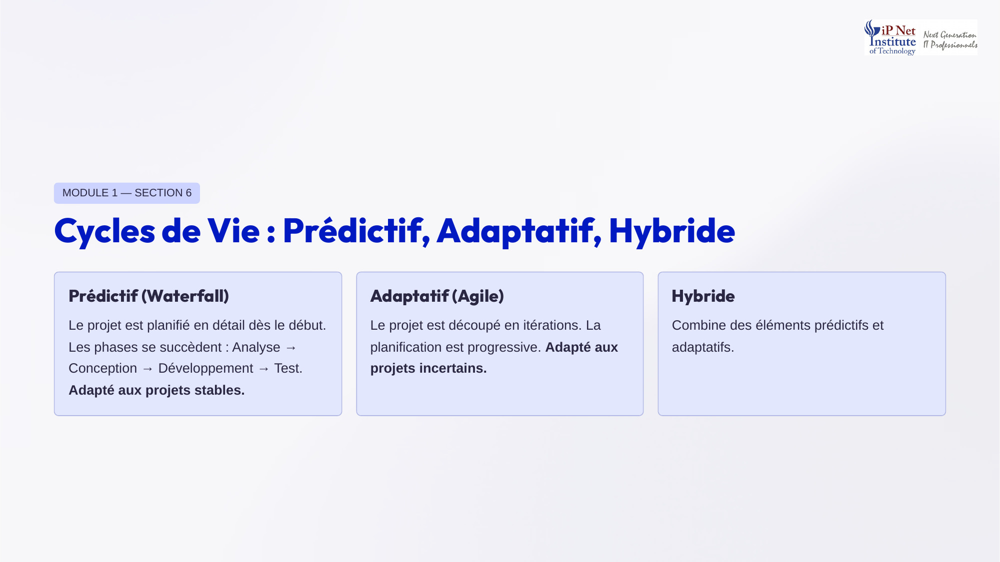 iP Net
Institute
of Technology
Next Generation
IT Professionnels
MODULE 1 — SECTION 6
Cycles de Vie : Prédictif, Adaptatif, Hybride
Prédictif (Waterfall)
Le projet est planifié en détail dès le début.
Les phases se succèdent : Analyse →
Conception → Développement → Test.
Adapté aux projets stables.
Adaptatif (Agile)
Le projet est découpé en itérations. La
planification est progressive. Adapté aux
projets incertains.
Hybride
Combine des éléments prédictifs et
adaptatifs.